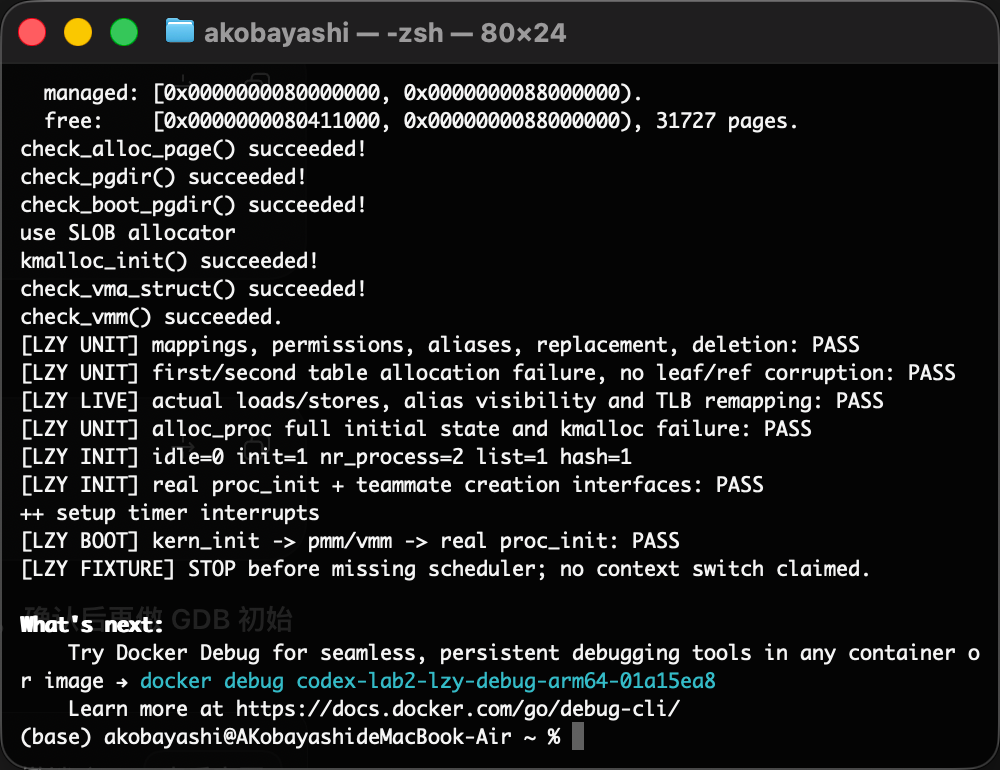 akobayashi — -zsh — 80×24
managed: [0x0000000080000000, 0x0000000088000000).
free:    [0x0000000080411000, 0x0000000088000000), 31727 pages.
check_alloc_page() succeeded!
check_pgdir() succeeded!
check_boot_pgdir() succeeded!
use SLOB allocator
kmalloc_init() succeeded!
check_vma_struct() succeeded!
check_vmm() succeeded.
[LZY UNIT] mappings, permissions, aliases, replacement, deletion: PASS
[LZY UNIT] first/second table allocation failure, no leaf/ref corruption: PASS
[LZY LIVE] actual loads/stores, alias visibility and TLB remapping: PASS
[LZY UNIT] alloc_proc full initial state and kmalloc failure: PASS
[LZY INIT] idle=0 init=1 nr_process=2 list=1 hash=1
[LZY INIT] real proc_init + teammate creation interfaces: PASS
++ setup timer interrupts
[LZY BOOT] kern_init -> pmm/vmm -> real proc_init: PASS
[LZY FIXTURE] STOP before missing scheduler; no context switch claimed.
GDB 初始
What's next:
Try Docker Debug for seamless, persistent debugging tools in any container o
r image → docker debug codex-lab2-lzy-debug-arm64-01a15ea8
Learn more at https://docs.docker.com/go/debug-cli/
(base) akobayashi@AKobayashideMacBook-Air ~ %